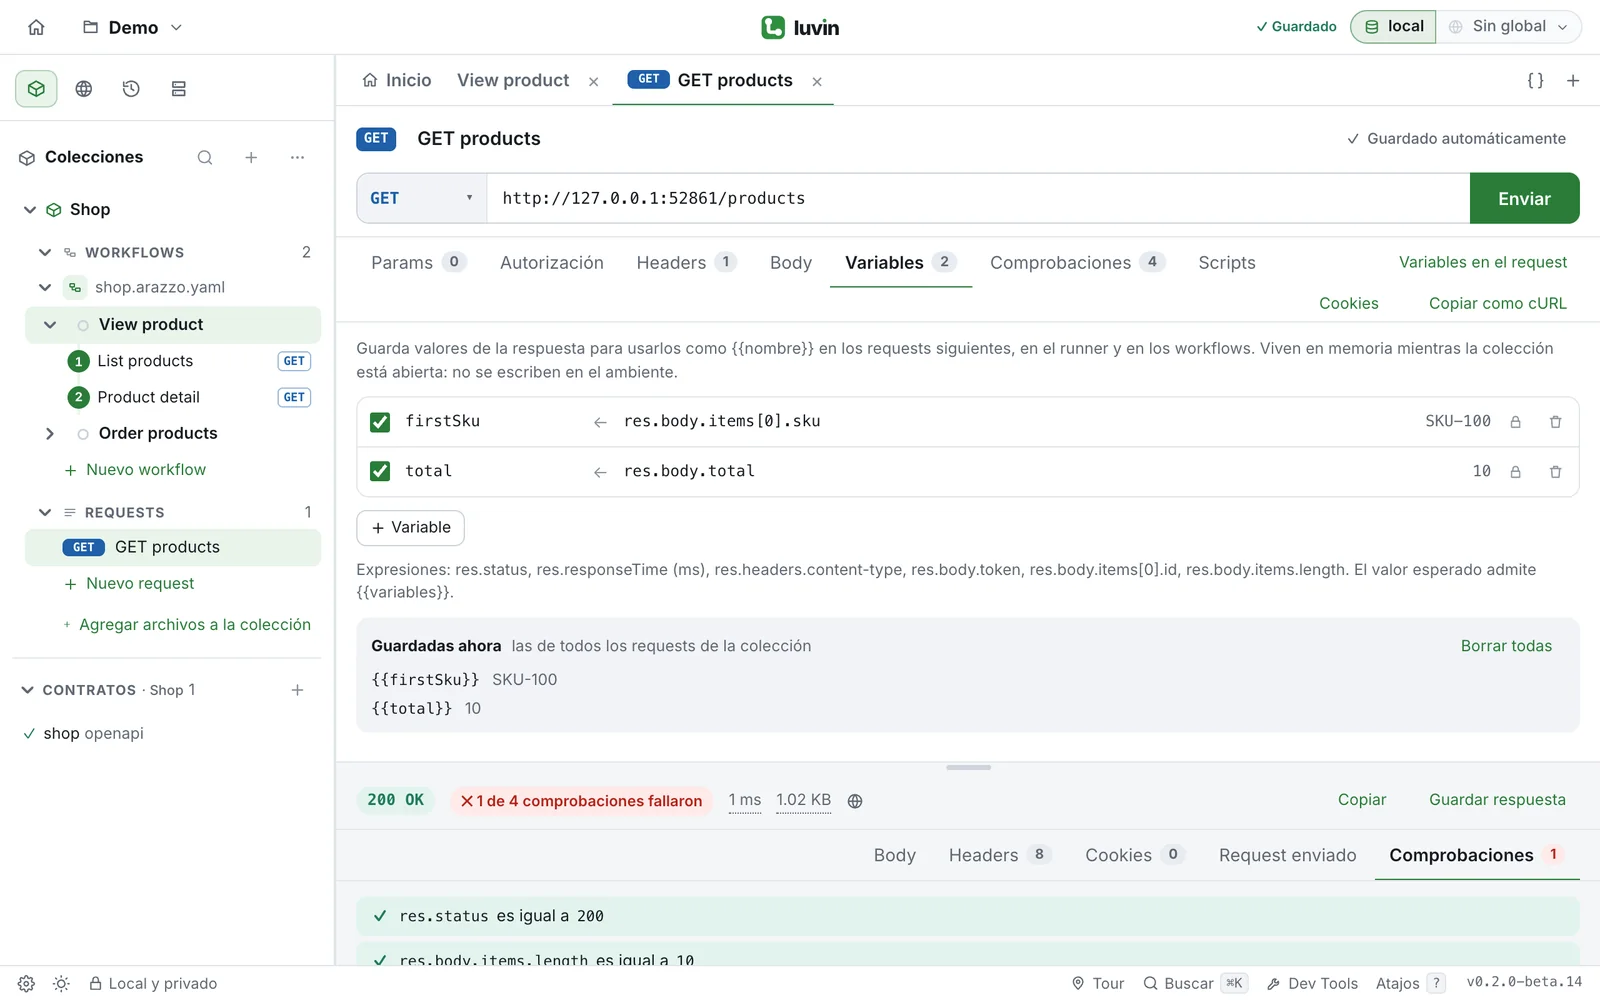 Demo
luvin
Guardado
local
Sin global
Inicio
View product
GET GET products
Colecciones
Shop
WORKFLOWS 2
shop.arazzo.yaml
View product
1 List products GET
2 Product detail GET
Order products
+ Nuevo workflow
REQUESTS 1
GET GET products
+ Nuevo request
+ Agregar archivos a la colección
CONTRATOS · Shop 1
shop openapi
GET GET products
Guardado automáticamente
GET http://127.0.0.1:52861/products Enviar
Params 0 Autorización Headers 1 Body Variables 2 Comprobaciones 4 Scripts Variables en el request
Cookies Copiar como cURL
Guarda valores de la respuesta para usarlos como {{nombre}} en los requests siguientes, en el runner y en los workflows. Viven en memoria mientras la colección
está abierta: no se escriben en el ambiente.
firstSku ← res.body.items[0].sku SKU-100
total ← res.body.total 10
+ Variable
Expresiones: res.status, res.responseTime (ms), res.headers.content-type, res.body.token, res.body.items[0].id, res.body.items.length. El valor esperado admite
{{variables}}.
Guardadas ahora las de todos los requests de la colección Borrar todas
{{firstSku}} SKU-100
{{total}} 10
200 OK 1 de 4 comprobaciones fallaron 1 ms 1.02 KB Copiar Guardar respuesta
Body Headers 8 Cookies 0 Request enviado Comprobaciones 1
res.status es igual a 200
res.body.items.length es igual a 10
Local y privado
Tour Buscar ⌘K Dev Tools Atajos ? v0.2.0-beta.14